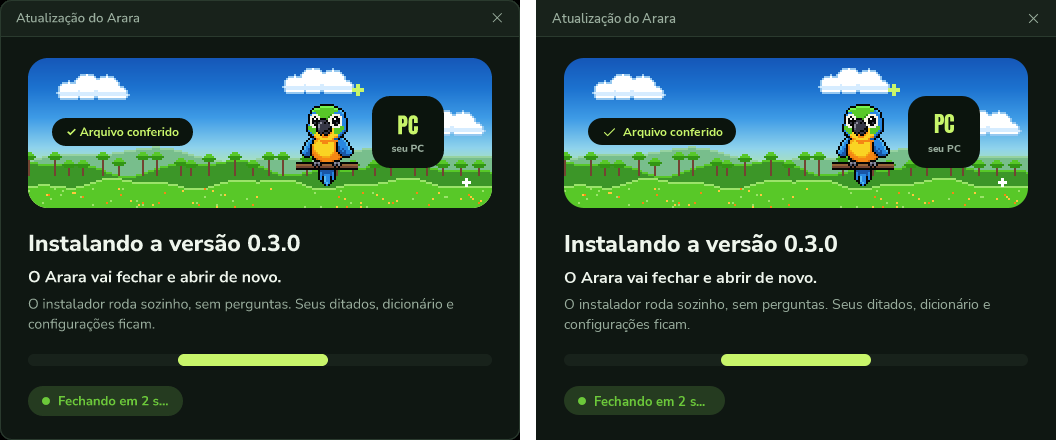 Atualização do Arara
✓ Arquivo conferido
PC
seu PC
Instalando a versão 0.3.0
O Arara vai fechar e abrir de novo.
O instalador roda sozinho, sem perguntas. Seus ditados, dicionário e
configurações ficam.
Fechando em 2 s...
Atualização do Arara
✓ Arquivo conferido
PC
seu PC
Instalando a versão 0.3.0
O Arara vai fechar e abrir de novo.
O instalador roda sozinho, sem perguntas. Seus ditados, dicionário e
configurações ficam.
Fechando em 2 s...